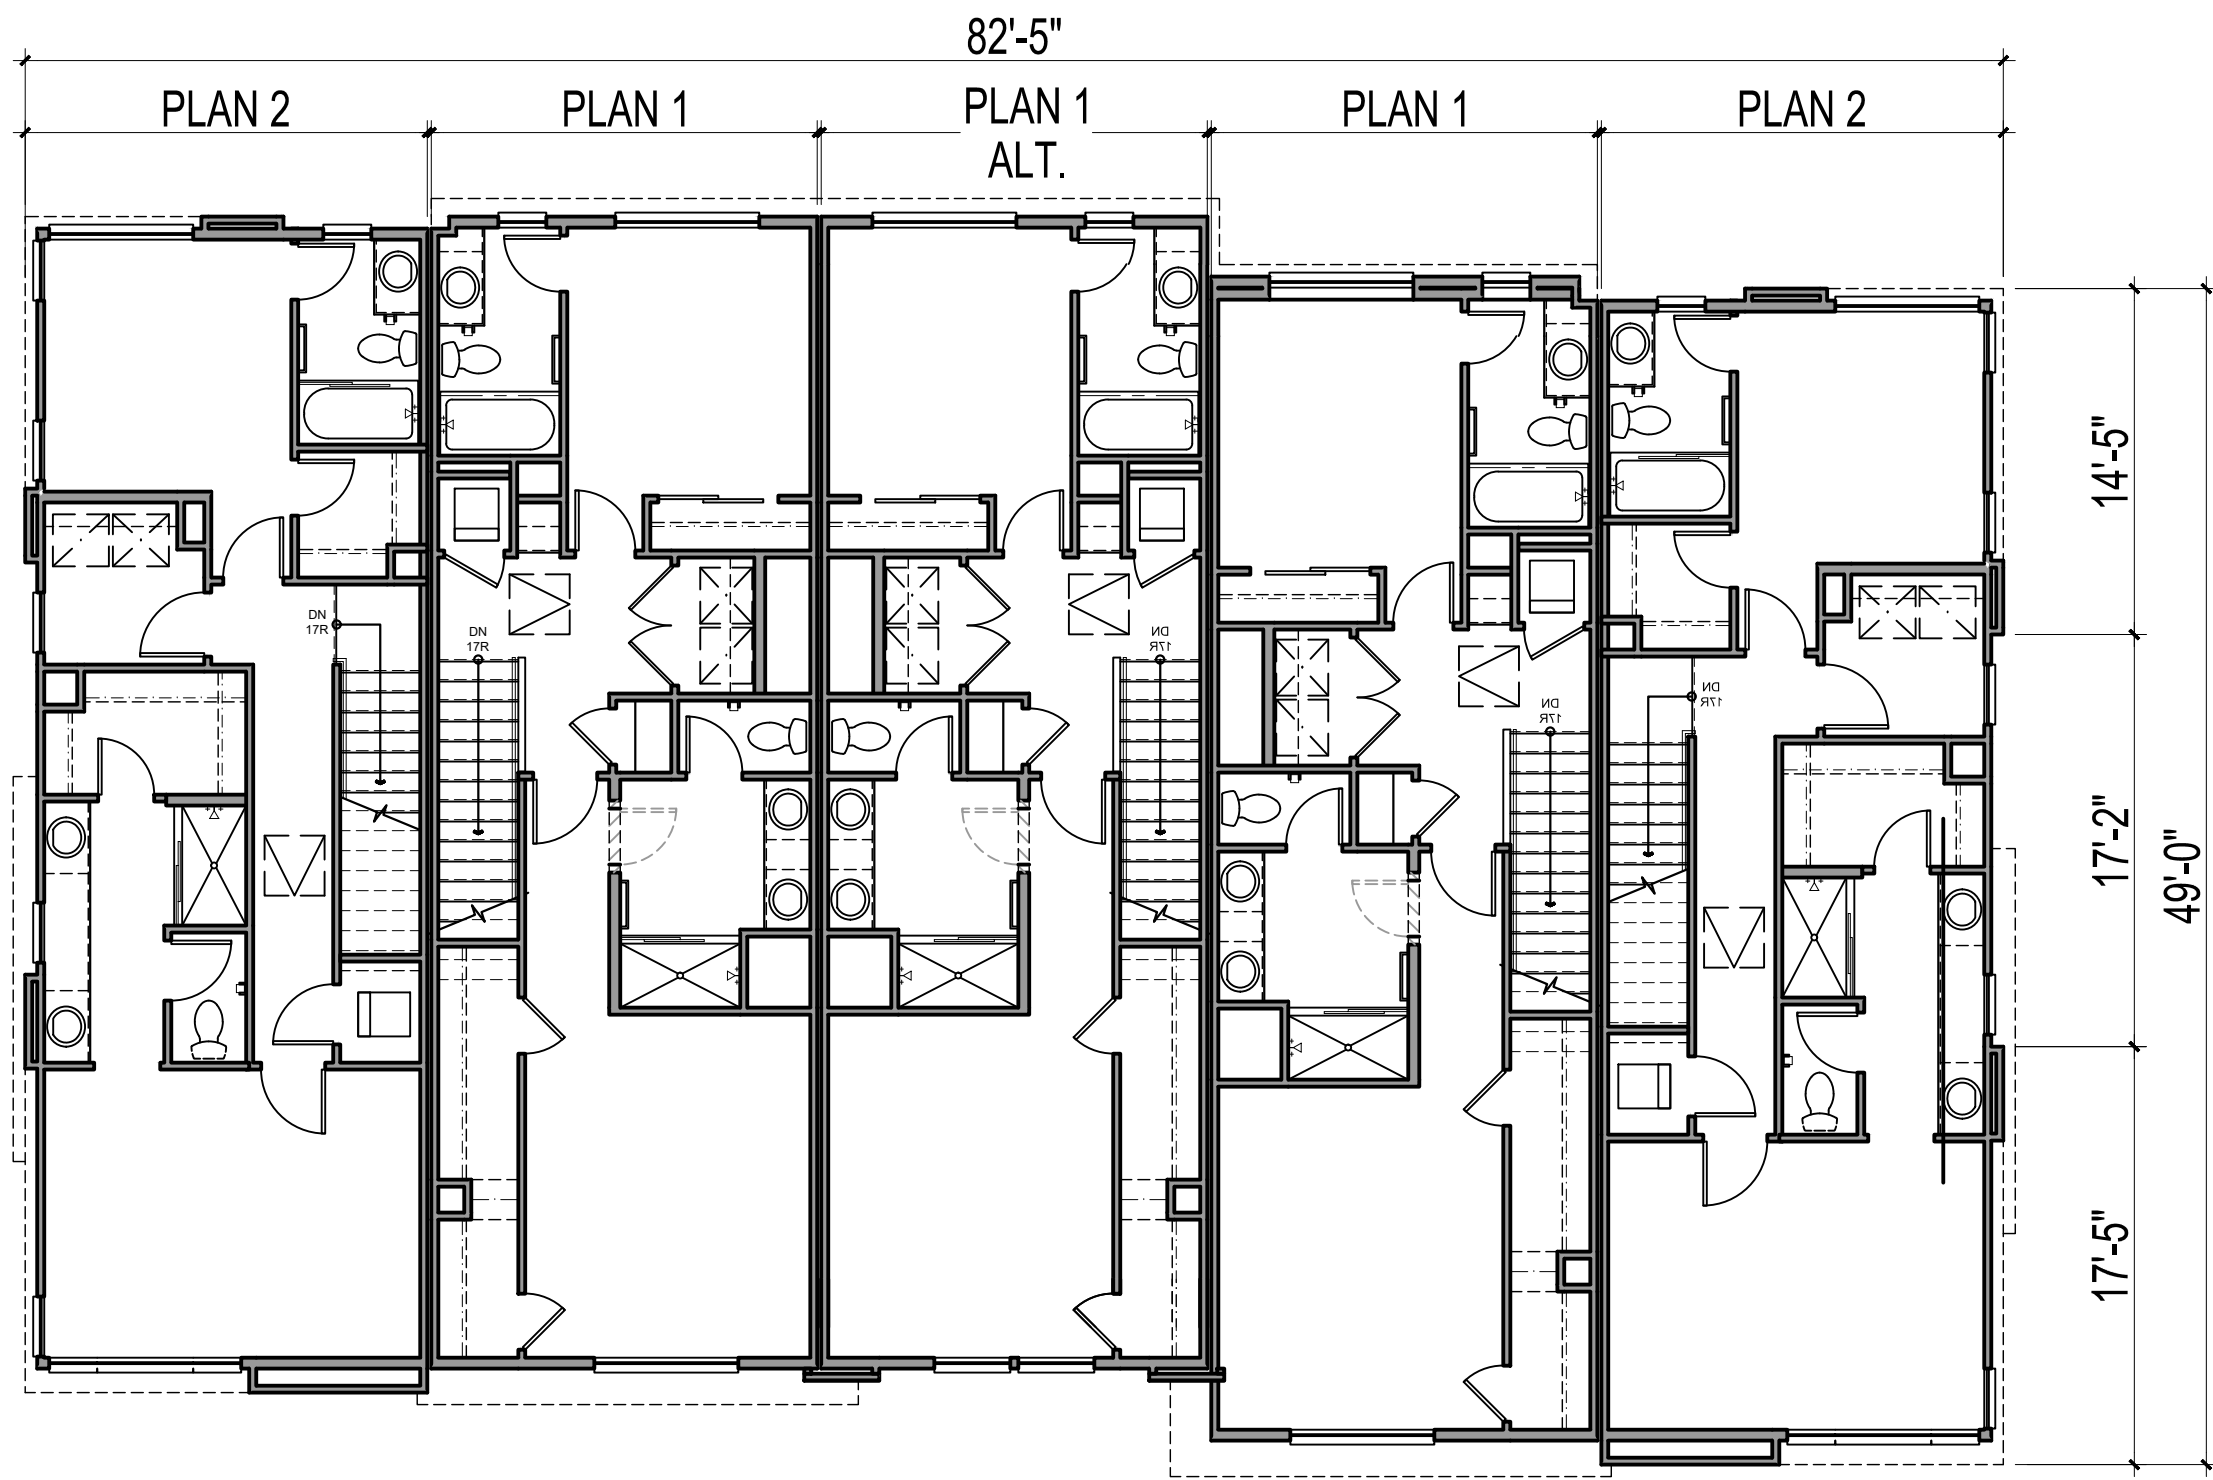 82'-5"
PLAN 2
PLAN 1
PLAN 1
ALT.
PLAN 1
PLAN 2
DN
17R
DN
17R
DN
17R
DN
17R
DN
17R
14'-5"
17'-2"
49'-0"
17'-5"